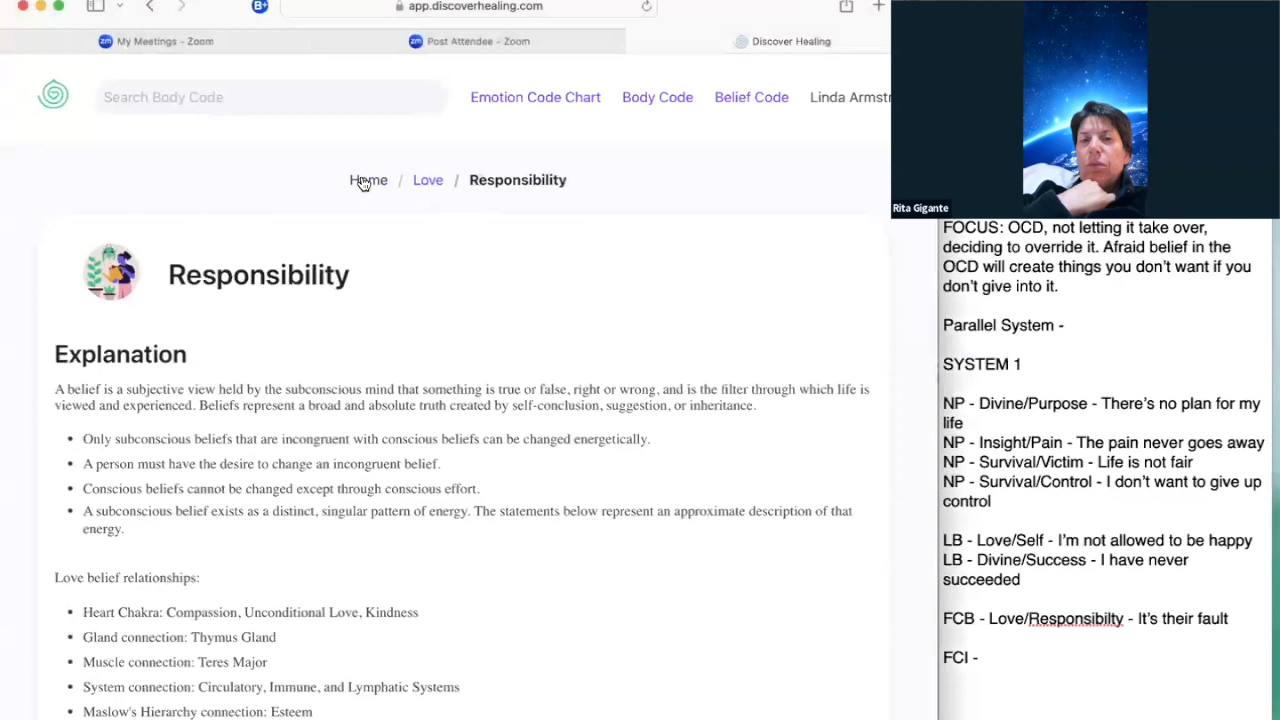 app.discoverhealing.com
My Meetings - Zoom
Post Attendee - Zoom
Discover Healing
Search Body Code
Emotion Code Chart
Body Code
Belief Code
Linda Armstr
Home / Love / Responsibility
Responsibility
Explanation
A belief is a subjective view held by the subconscious mind that something is true or false, right or wrong, and is the filter through which life is
viewed and experienced. Beliefs represent a broad and absolute truth created by self-conclusion, suggestion, or inheritance.
• Only subconscious beliefs that are incongruent with conscious beliefs can be changed energetically.
• A person must have the desire to change an incongruent belief.
• Conscious beliefs cannot be changed except through conscious effort.
• A subconscious belief exists as a distinct, singular pattern of energy. The statements below represent an approximate description of that
energy.
Love belief relationships:
• Heart Chakra: Compassion, Unconditional Love, Kindness
• Gland connection: Thymus Gland
• Muscle connection: Teres Major
• System connection: Circulatory, Immune, and Lymphatic Systems
• Maslow's Hierarchy connection: Esteem
Rita Gigante
FOCUS: OCD, not letting it take over,
deciding to override it. Afraid belief in the
OCD will create things you don't want if you
don't give into it.
Parallel System -
SYSTEM 1
NP - Divine/Purpose - There's no plan for my
life
NP - Insight/Pain - The pain never goes away
NP - Survival/Victim - Life is not fair
NP - Survival/Control - I don't want to give up
control
LB - Love/Self - I'm not allowed to be happy
LB - Divine/Success - I have never
succeeded
FCB - Love/Responsibilty - It's their fault
FCI -